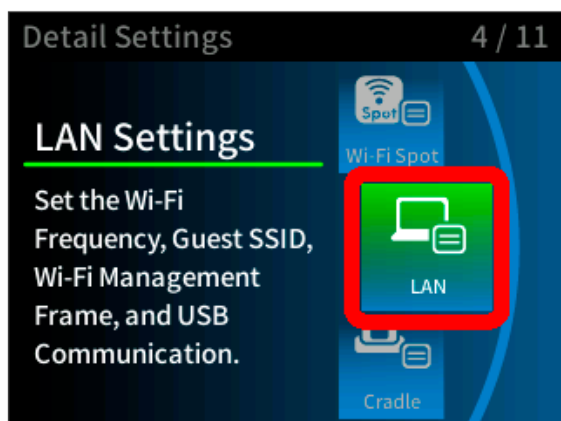 Detail Settings 4 / 11
Spot
Wi-Fi Spot
LAN Settings
Set the Wi-Fi
Frequency, Guest SSID,
Wi-Fi Management
Frame, and USB
Communication.
LAN
Cradle